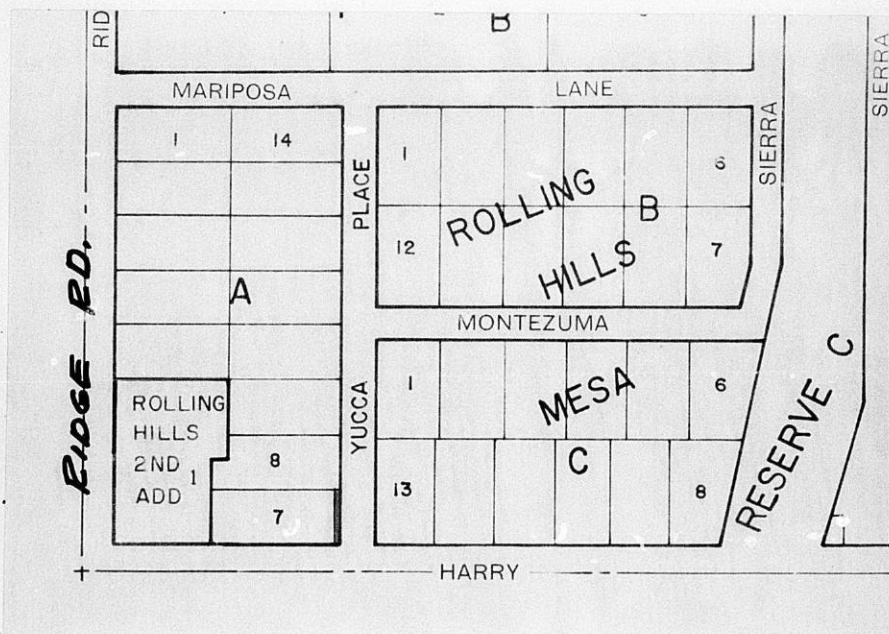 RID
B
SIERRA
MARIPOSA LANE
1 14
PLACE
1 6
SIERRA
ROLLING
B
12 7
HILLS
RIDGE RD.
A
MONTEZUMA
YUCCA
1 6
MESA
C
13 8
RESERVE C
ROLLING
HILLS
2ND
ADD 1
8
7
HARRY